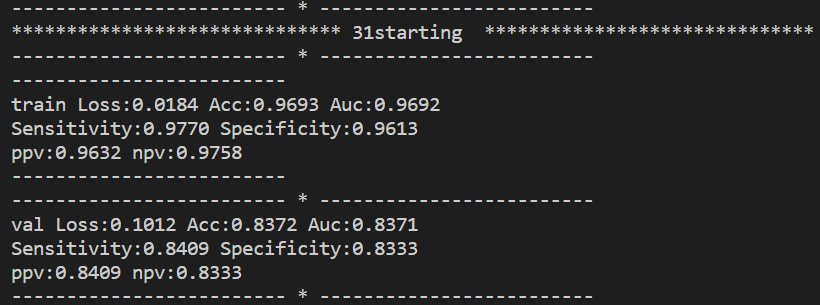 ------------------------- * -------------------------
****************************** 31starting  ******************************
------------------------- * -------------------------
-------------------------
train Loss:0.0184 Acc:0.9693 Auc:0.9692
Sensitivity:0.9770 Specificity:0.9613
ppv:0.9632 npv:0.9758
-------------------------
------------------------- * -------------------------
val Loss:0.1012 Acc:0.8372 Auc:0.8371
Sensitivity:0.8409 Specificity:0.8333
ppv:0.8409 npv:0.8333
------------------------- * -------------------------